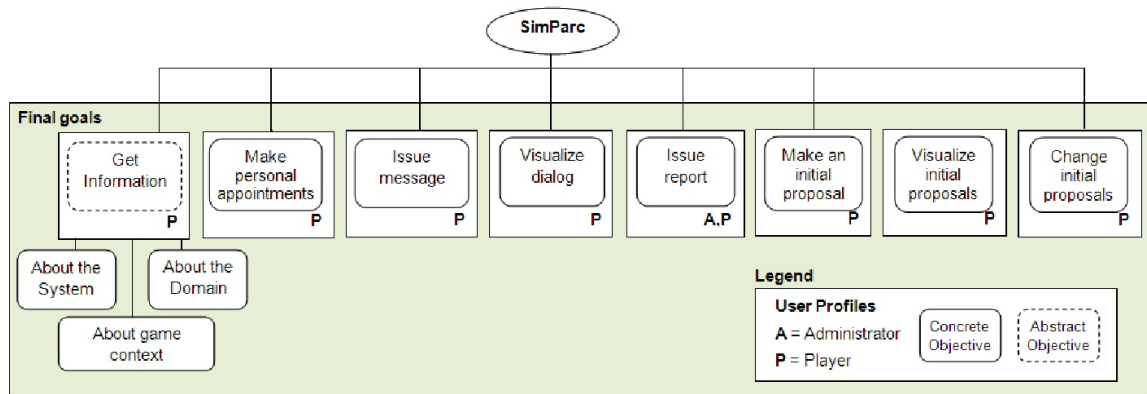 SimParc
Final goals
Get
Information
P
Make
personal
appointments
P
Issue
message
P
Visualize
dialog
P
Issue
report
A,P
Make an
initial
proposal
P
Visualize
initial
proposals
P
Change
initial
proposals
P
About the
System
About the
Domain
About game
context
Legend
User Profiles
A = Administrator
P = Player
Concrete
Objective
Abstract
Objective